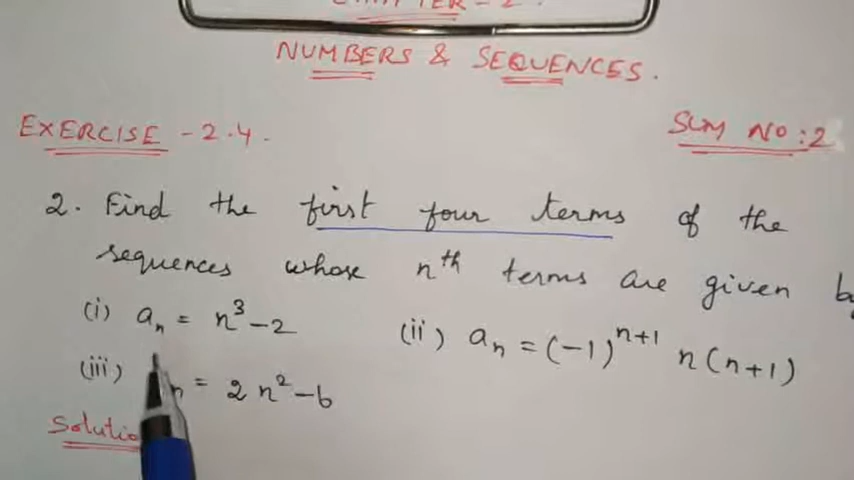 NUMBERS & SEQUENCES.
EXERCISE - 2.4.
SUM NO : 2
2. Find the first four terms of the
sequences whose nth terms are given
(i) an = n³ - 2 (ii) an = (-1)ⁿ⁺¹ n(n+1)
(iii) n = 2n² - 6